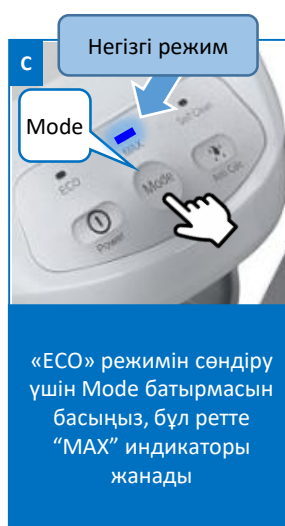 Негізгі режим
C
Mode
Self Clean
MAX
ECO
Mode
Power
«ECO» режимін сөндіру
үшін Mode батырмасын
басыңыз, бұл ретте
“MAX” индикаторы
жанады